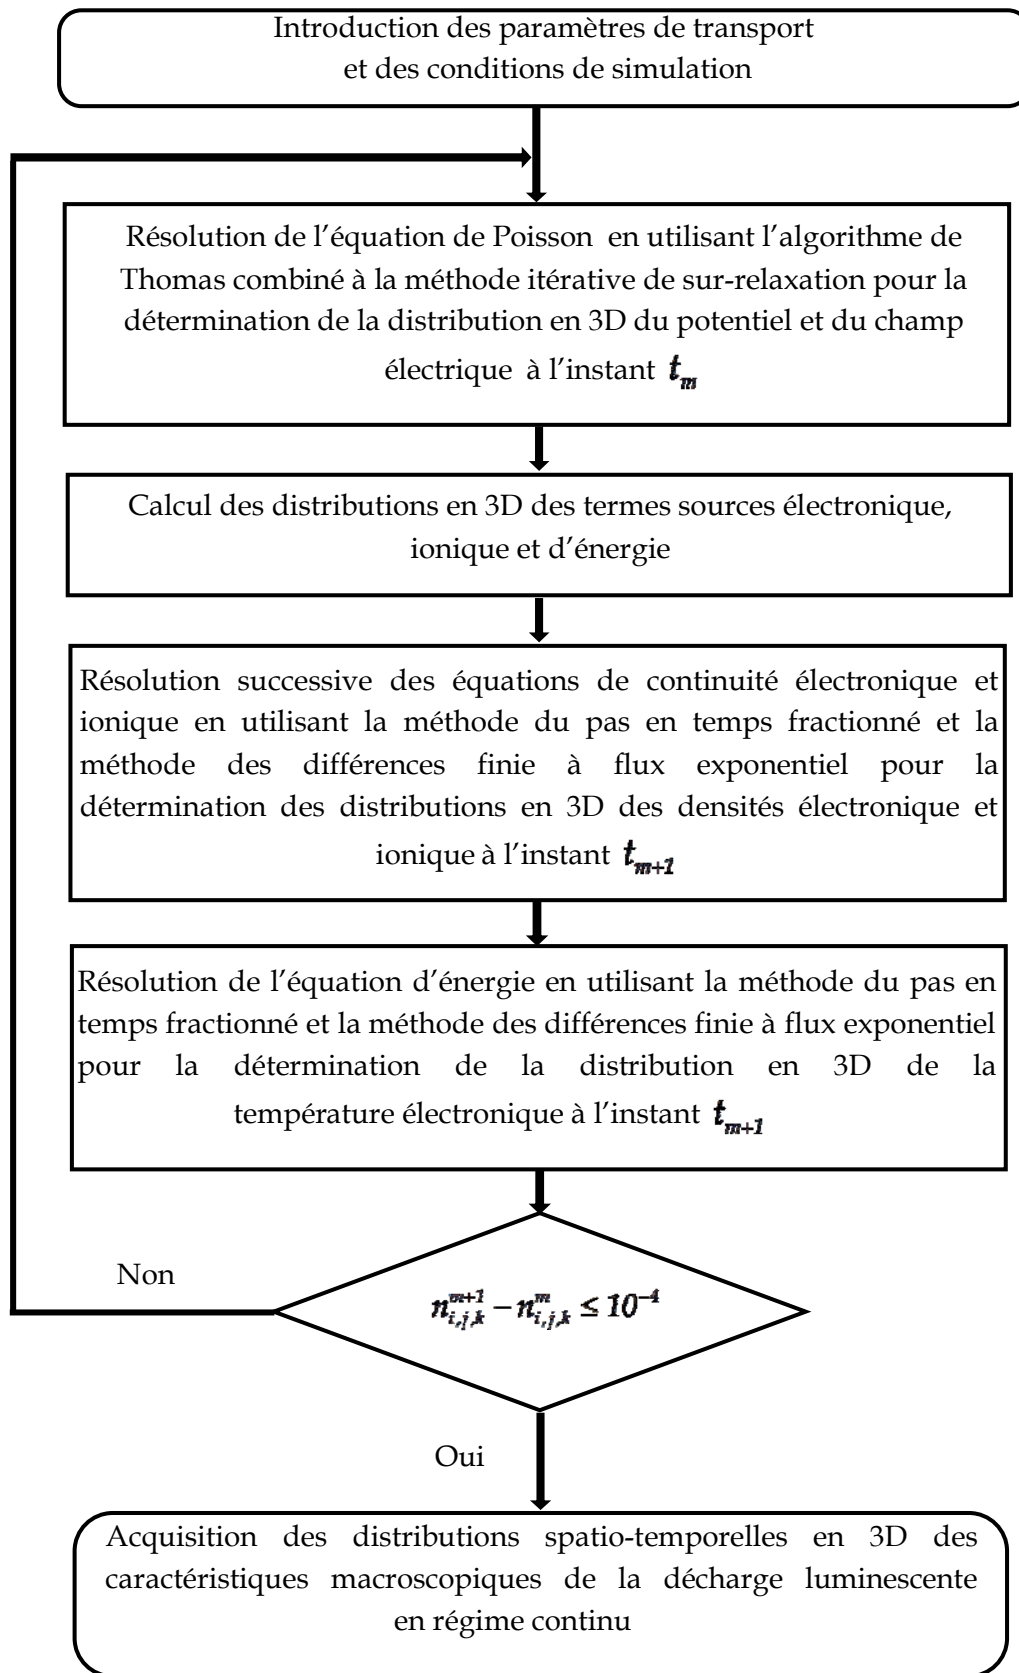 Introduction des paramètres de transport
et des conditions de simulation
Résolution de l’équation de Poisson en utilisant l’algorithme de
Thomas combiné à la méthode itérative de sur-relaxation pour la
détermination de la distribution en 3D du potentiel et du champ
électrique à l’instant t_m
Calcul des distributions en 3D des termes sources électronique,
ionique et d’énergie
Résolution successive des équations de continuité électronique et
ionique en utilisant la méthode du pas en temps fractionné et la
méthode des différences finie à flux exponentiel pour la
détermination des distributions en 3D des densités électronique et
ionique à l’instant t_{m+1}
Résolution de l’équation d’énergie en utilisant la méthode du pas en
temps fractionné et la méthode des différences finie à flux exponentiel
pour la détermination de la distribution en 3D de la
température électronique à l’instant t_{m+1}
Non
n_{i,j,k}^{m+1} − n_{i,j,k}^{m} ≤ 10^{−4}
Oui
Acquisition des distributions spatio-temporelles en 3D des
caractéristiques macroscopiques de la décharge luminescente
en régime continu